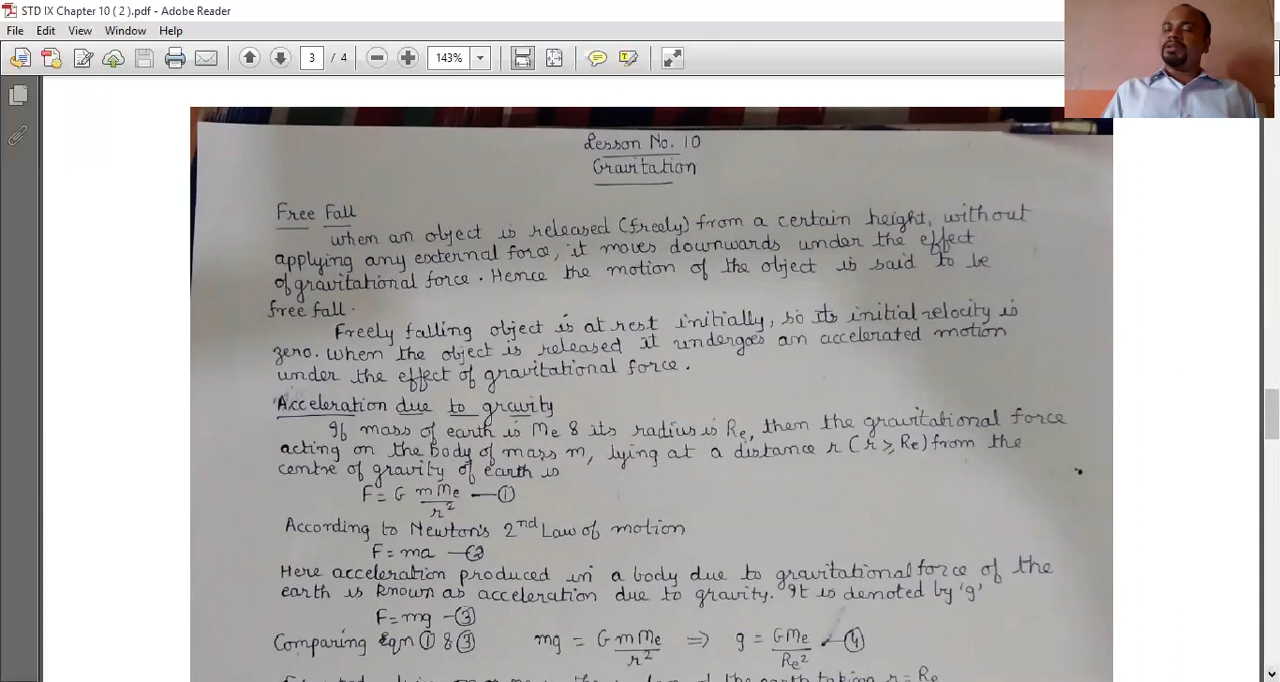 STD IX Chapter 10 ( 2 ).pdf - Adobe Reader
File Edit View Window Help
3 / 4 143%
Lesson No. 10
Gravitation
Free Fall
when an object is released (freely) from a certain height, without
applying any external force, it moves downwards under the effect
of gravitational force. Hence the motion of the object is said to be
free fall.
Freely falling object is at rest initially, so its initial velocity is
zero. When the object is released it undergoes an accelerated motion
under the effect of gravitational force.
Acceleration due to gravity
If mass of earth is Me & its radius is Re, then the gravitational force
acting on the body of mass m, lying at a distance r (r ≥ Re) from the
centre of gravity of earth is
F = G mMe/r² —①
According to Newton's 2nd Law of motion
F = ma —②
Here acceleration produced in a body due to gravitational force of the
earth is known as acceleration due to gravity. It is denoted by 'g'
F = mg —③
Comparing Eqn ① & ③ mg = G mMe/r² ⇒ g = GMe/Re² —④
the earth taking r = Re